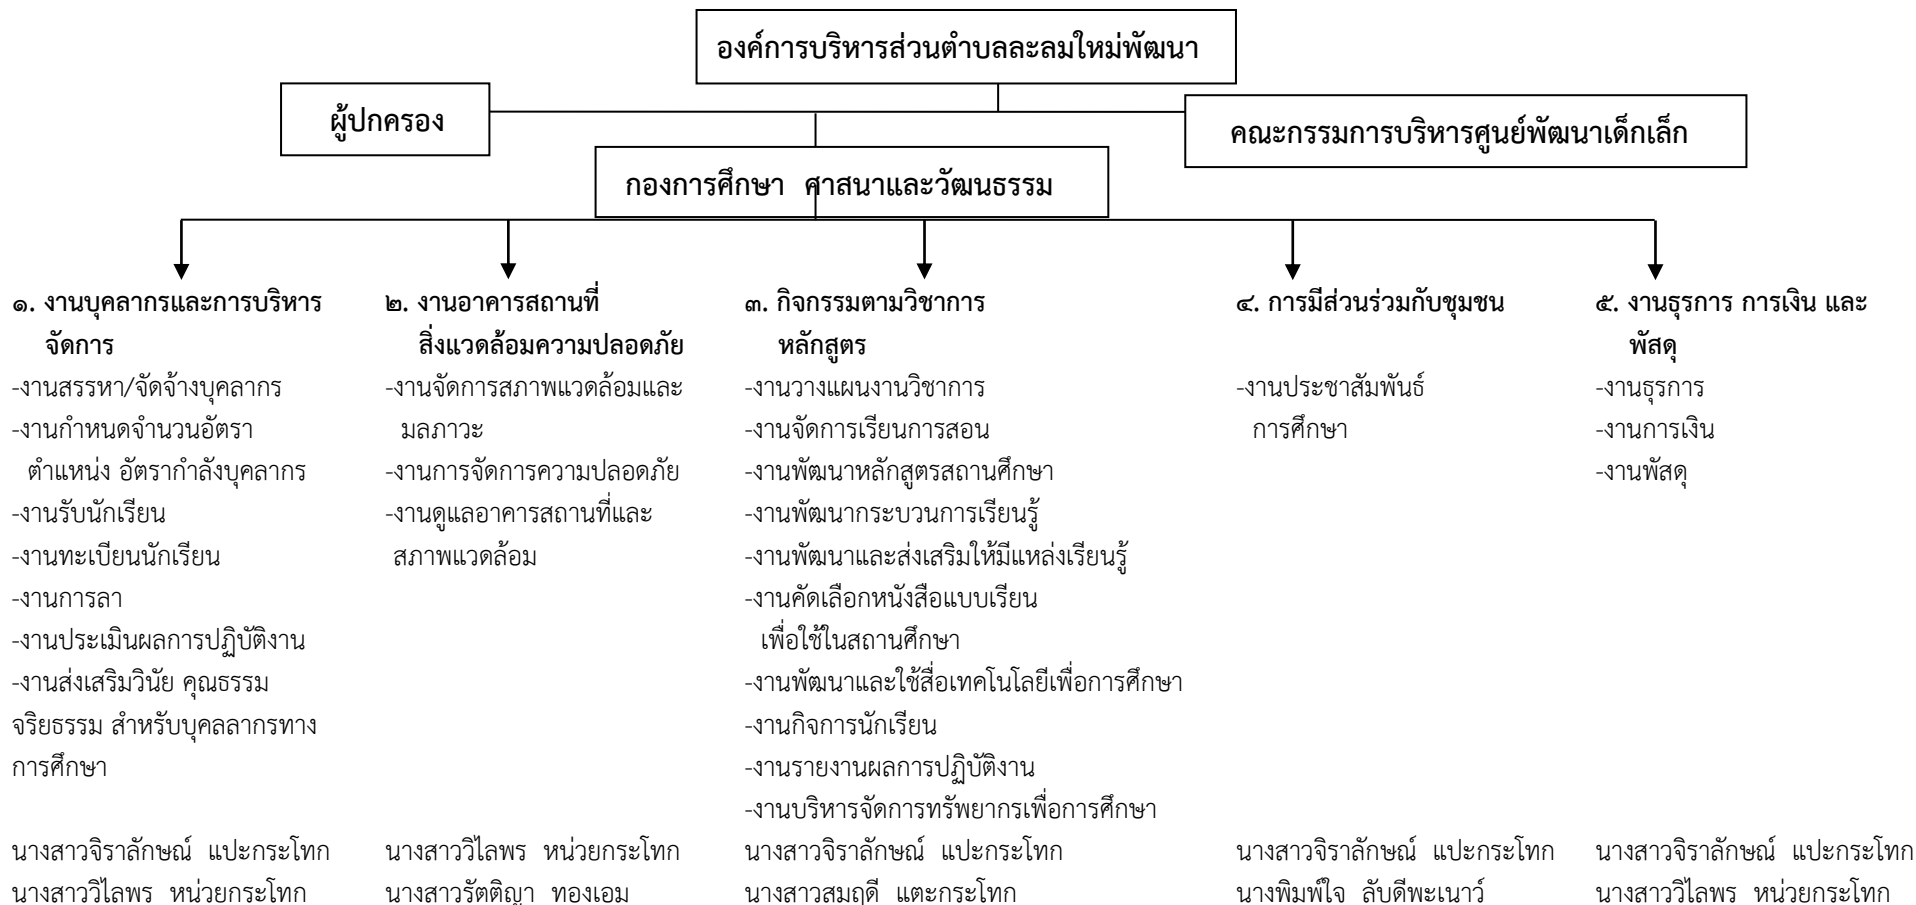 องค์การบริหารส่วนตำบลละลมใหม่พัฒนา
ผู้ปกครอง
คณะกรรมการบริหารศูนย์พัฒนาเด็กเล็ก
กองการศึกษา ศาสนาและวัฒนธรรม
๑. งานบุคลากรและการบริหาร
จัดการ
-งานสรรหา/จัดจ้างบุคลากร
-งานกำหนดจำนวนอัตรา
ตำแหน่ง อัตรากำลังบุคลากร
-งานรับนักเรียน
-งานทะเบียนนักเรียน
-งานการลา
-งานประเมินผลการปฏิบัติงาน
-งานส่งเสริมวินัย คุณธรรม
จริยธรรม สำหรับบุคลลากรทาง
การศึกษา
นางสาวจิราลักษณ์ แปะกระโทก
นางสาววิไลพร หน่วยกระโทก
๒. งานอาคารสถานที่
สิ่งแวดล้อมความปลอดภัย
-งานจัดการสภาพแวดล้อมและ
มลภาวะ
-งานการจัดการความปลอดภัย
-งานดูแลอาคารสถานที่และ
สภาพแวดล้อม
นางสาววิไลพร หน่วยกระโทก
นางสาวรัตติญา ทองเอม
๓. กิจกรรมตามวิชาการ
หลักสูตร
-งานวางแผนงานวิชาการ
-งานจัดการเรียนการสอน
-งานพัฒนาหลักสูตรสถานศึกษา
-งานพัฒนากระบวนการเรียนรู้
-งานพัฒนาและส่งเสริมให้มีแหล่งเรียนรู้
-งานคัดเลือกหนังสือแบบเรียน
เพื่อใช้ในสถานศึกษา
-งานพัฒนาและใช้สื่อเทคโนโลยีเพื่อการศึกษา
-งานกิจการนักเรียน
-งานรายงานผลการปฏิบัติงาน
-งานบริหารจัดการทรัพยากรเพื่อการศึกษา
นางสาวจิราลักษณ์ แปะกระโทก
นางสาวสมฤดี แตะกระโทก
๔. การมีส่วนร่วมกับชุมชน
-งานประชาสัมพันธ์
การศึกษา
นางสาวจิราลักษณ์ แปะกระโทก
นางพิมพ์ใจ ลับดีพะเนาว์
๕. งานธุรการ การเงิน และ
พัสดุ
-งานธุรการ
-งานการเงิน
-งานพัสดุ
นางสาวจิราลักษณ์ แปะกระโทก
นางสาววิไลพร หน่วยกระโทก